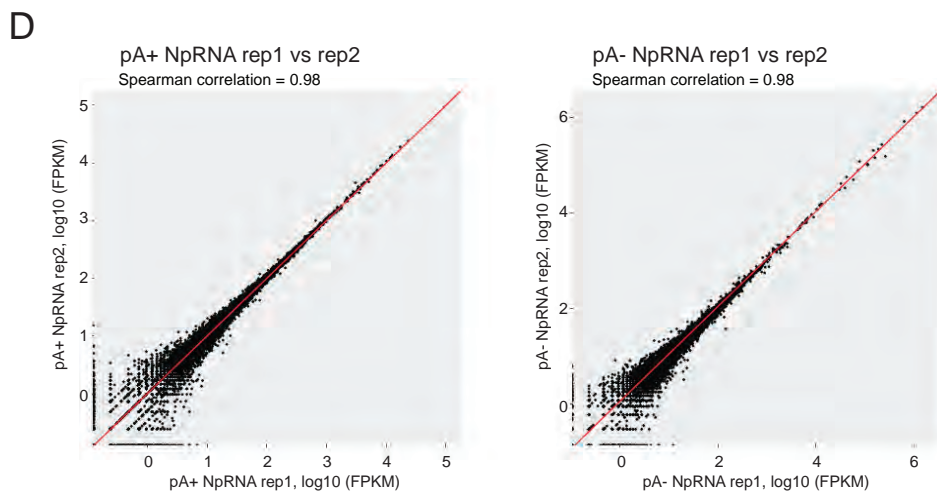 D
pA+ NpRNA rep1 vs rep2
Spearman correlation = 0.98
pA+ NpRNA rep2, log10 (FPKM)
5
4
3
2
1
0
0 1 2 3 4 5
pA+ NpRNA rep1, log10 (FPKM)
pA- NpRNA rep1 vs rep2
Spearman correlation = 0.98
pA- NpRNA rep2, log10 (FPKM)
6
4
2
0
0 2 4 6
pA- NpRNA rep1, log10 (FPKM)